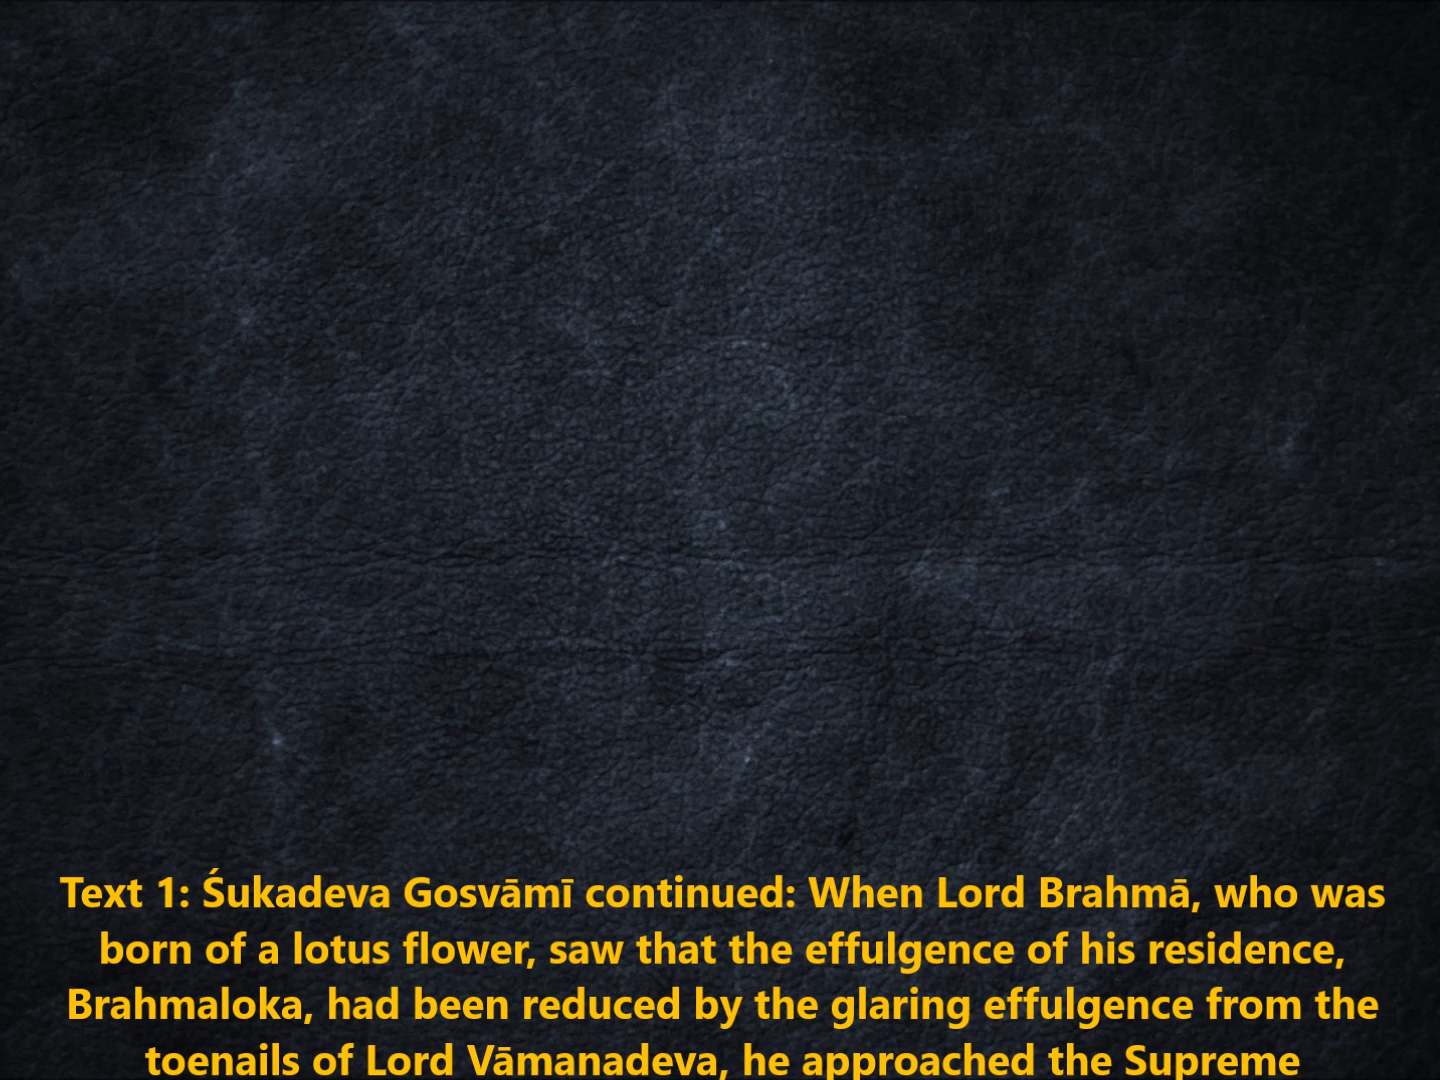 Text 1: Śukadeva Gosvāmī continued: When Lord Brahmā, who was
born of a lotus flower, saw that the effulgence of his residence,
Brahmaloka, had been reduced by the glaring effulgence from the
toenails of Lord Vāmanadeva, he approached the Supreme